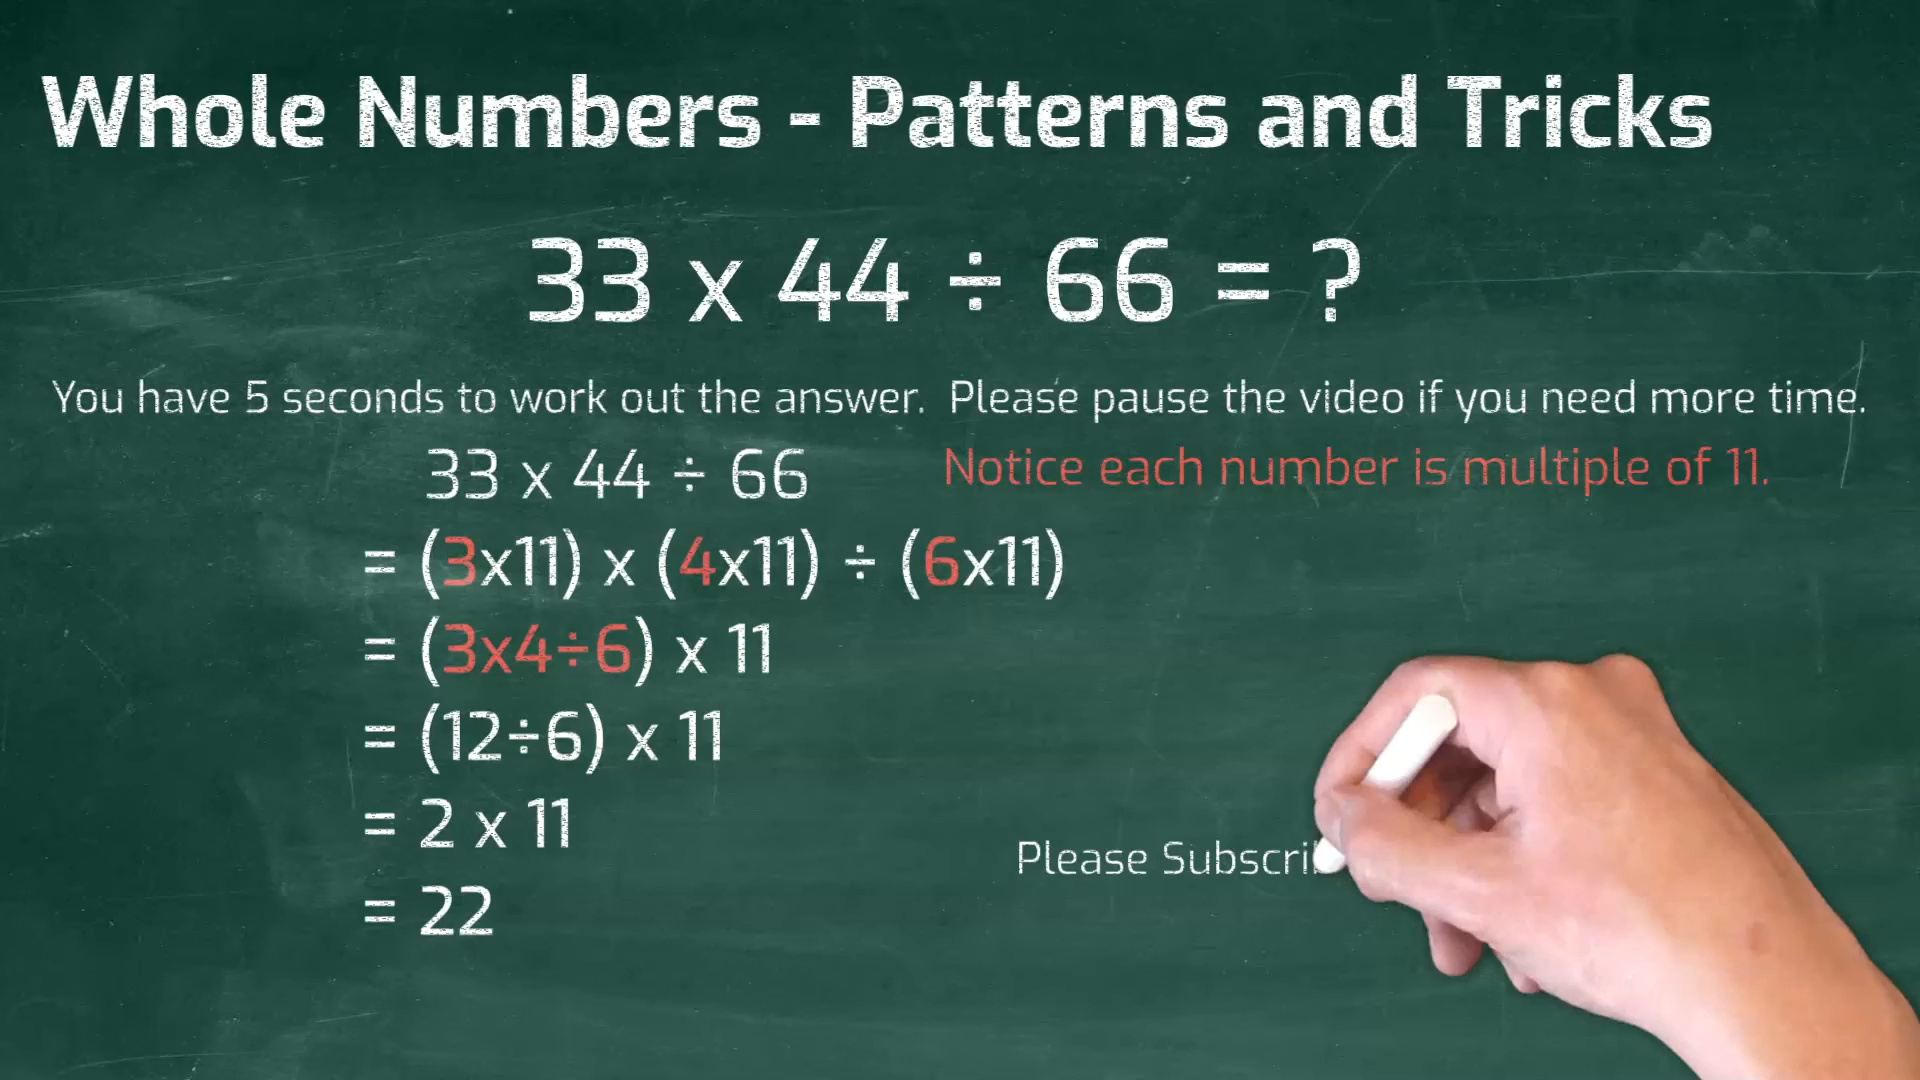 Whole Numbers - Patterns and Tricks
33 x 44 ÷ 66 = ?
You have 5 seconds to work out the answer. Please pause the video if you need more time.
33 x 44 ÷ 66 Notice each number is multiple of 11.
= (3x11) x (4x11) ÷ (6x11)
= (3x4÷6) x 11
= (12÷6) x 11
= 2 x 11
Please Subscri
= 22